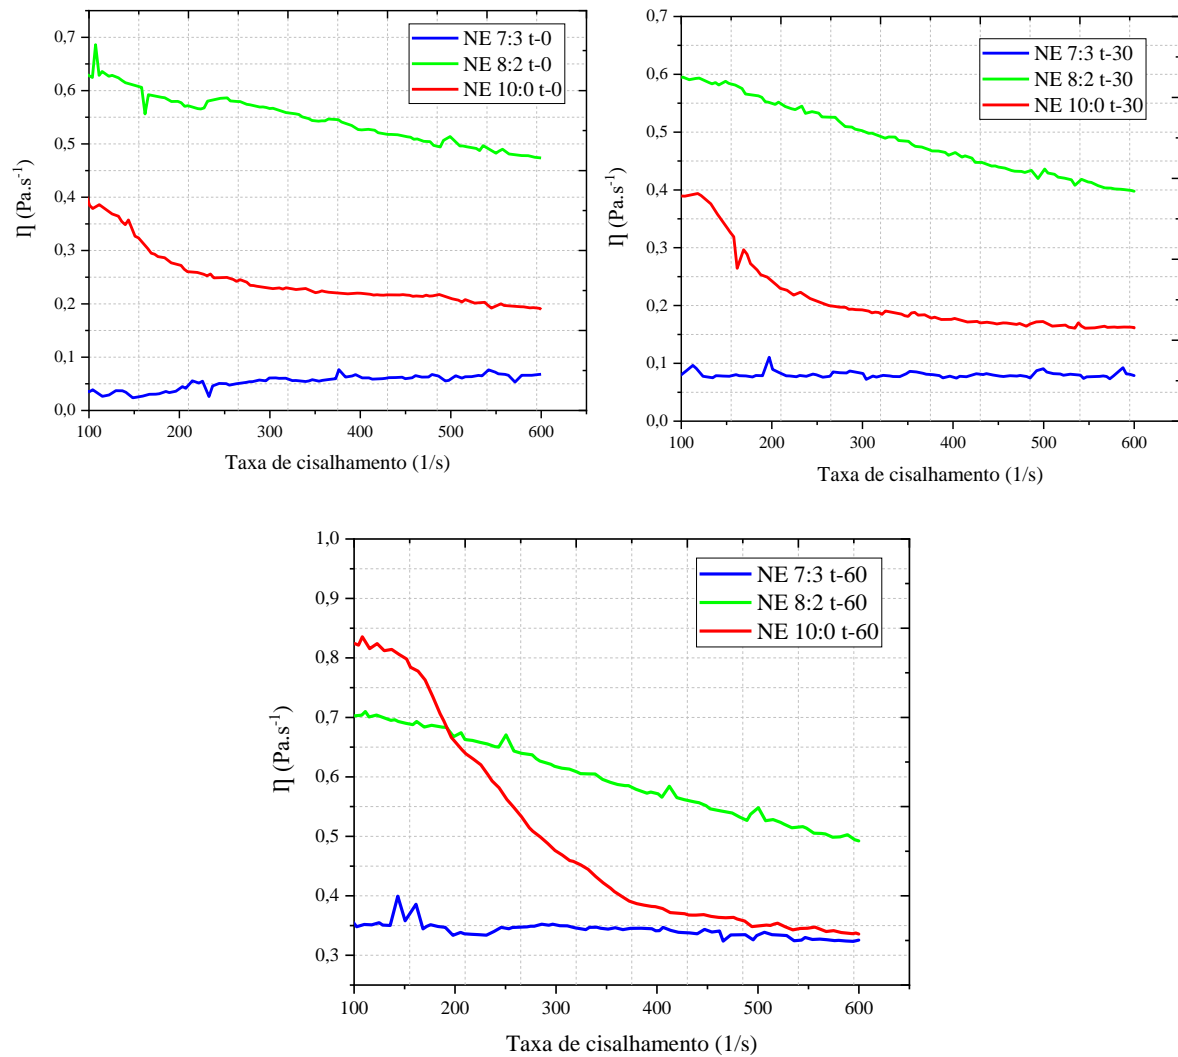 0,7
0,6
0,5
0,4
0,3
0,2
0,1
0,0
Ƞ (Pa.s-1)
NE 7:3 t-0
NE 8:2 t-0
NE 10:0 t-0
100 200 300 400 500 600
Taxa de cisalhamento (1/s)
0,7
0,6
0,5
0,4
0,3
0,2
0,1
0,0
Ƞ (Pa.s-1)
NE 7:3 t-30
NE 8:2 t-30
NE 10:0 t-30
100 200 300 400 500 600
Taxa de cisalhamento (1/s)
1,0
0,9
0,8
0,7
0,6
0,5
0,4
0,3
Ƞ (Pa.s-1)
NE 7:3 t-60
NE 8:2 t-60
NE 10:0 t-60
100 200 300 400 500 600
Taxa de cisalhamento (1/s)